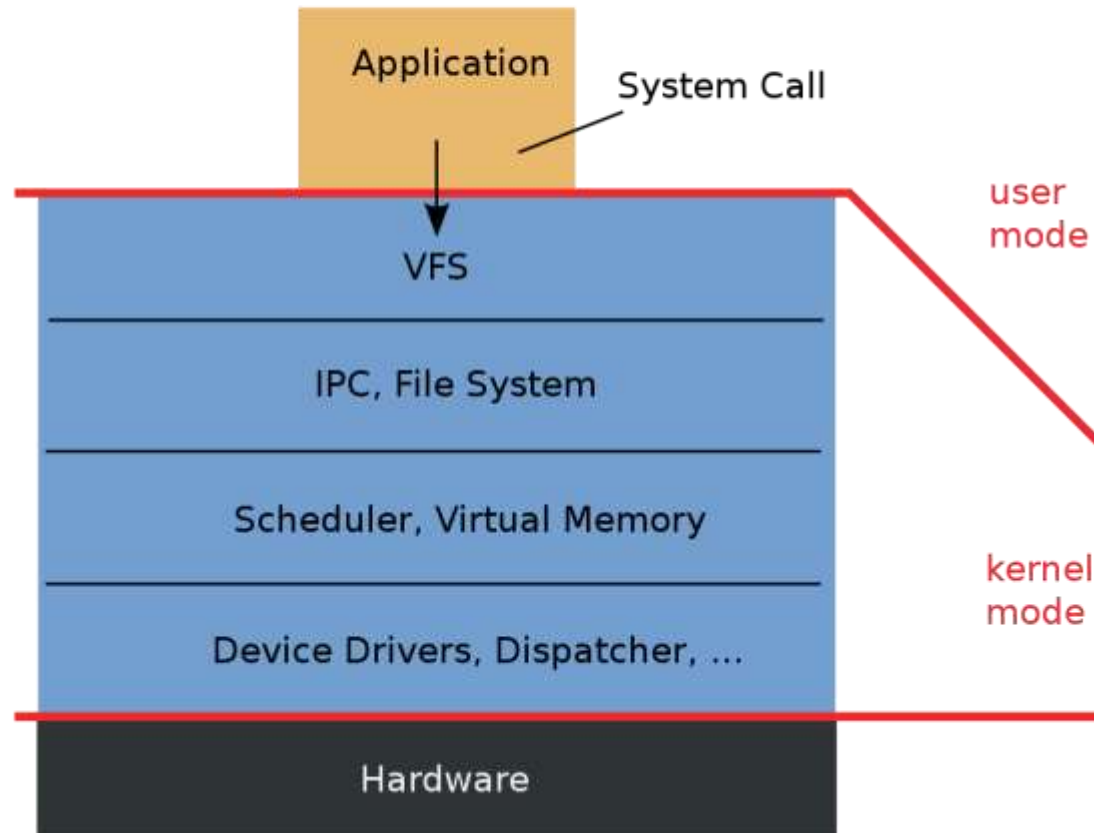 Application
System Call
user
mode
VFS
IPC, File System
Scheduler, Virtual Memory
kernel
mode
Device Drivers, Dispatcher, ...
Hardware